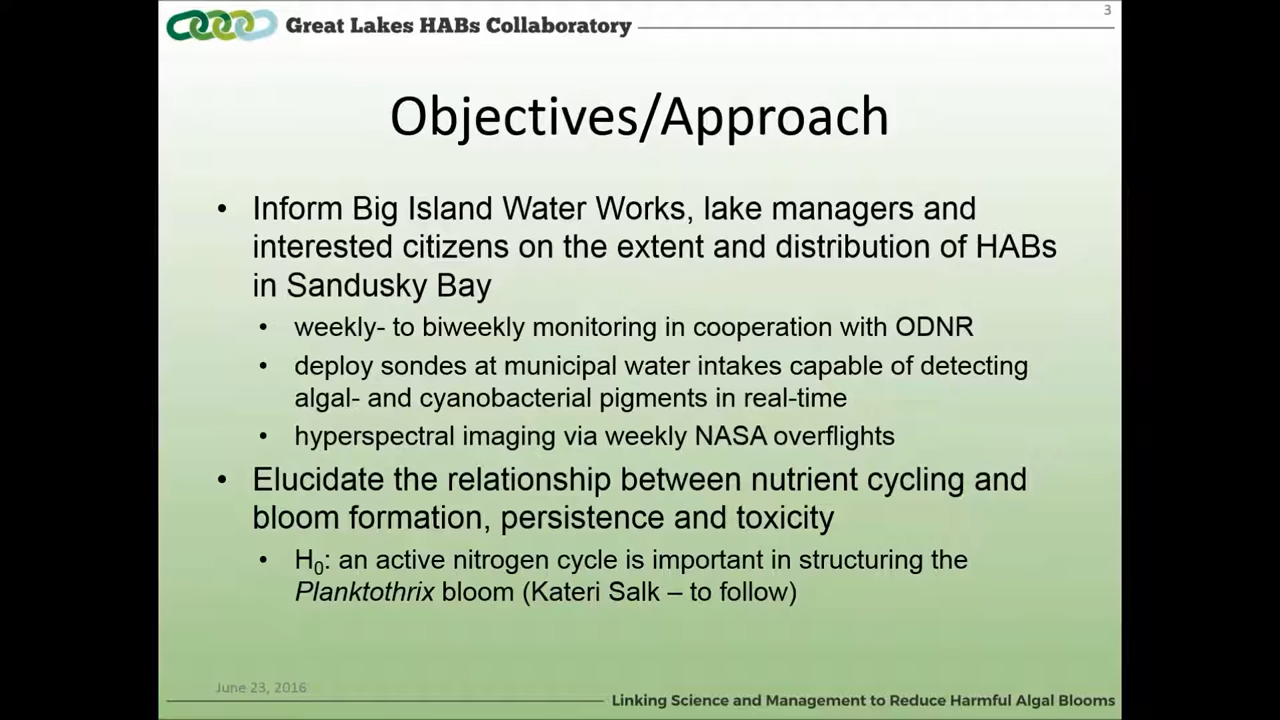 3
Great Lakes HABs Collaboratory
Objectives/Approach
• Inform Big Island Water Works, lake managers and
interested citizens on the extent and distribution of HABs
in Sandusky Bay
• weekly- to biweekly monitoring in cooperation with ODNR
• deploy sondes at municipal water intakes capable of detecting
algal- and cyanobacterial pigments in real-time
• hyperspectral imaging via weekly NASA overflights
• Elucidate the relationship between nutrient cycling and
bloom formation, persistence and toxicity
• H₀: an active nitrogen cycle is important in structuring the
Planktothrix bloom (Kateri Salk – to follow)
June 23, 2016
Linking Science and Management to Reduce Harmful Algal Blooms